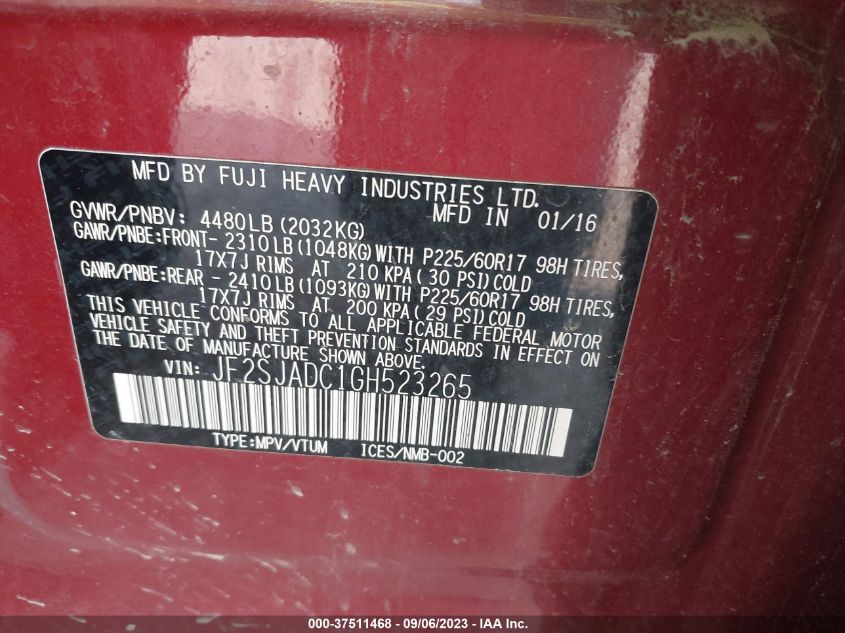 MFD BY FUJI HEAVY INDUSTRIES LTD.
MFD IN 01/16
GVWR/PNBV: 4480LB (2032KG)
GAWR/PNBE:FRONT- 2310LB (1048KG) WITH P225/60R17 98H TIRES,
17X7J RIMS AT 210 KPA ( 30 PSI) COLD
GAWR/PNBE:REAR - 2410LB (1093KG) WITH P225/60R17 98H TIRES,
17X7J RIMS AT 200 KPA ( 29 PSI) COLD
THIS VEHICLE CONFORMS TO ALL APPLICABLE FEDERAL MOTOR
VEHICLE SAFETY AND THEFT PREVENTION STANDARDS IN EFFECT ON
THE DATE OF MANUFACTURE SHOWN ABOVE.
VIN: JF2SJADC1GH523265
TYPE:MPV/VTUM ICES/NMB-002
000-37511468 - 09/06/2023 - IAA Inc.